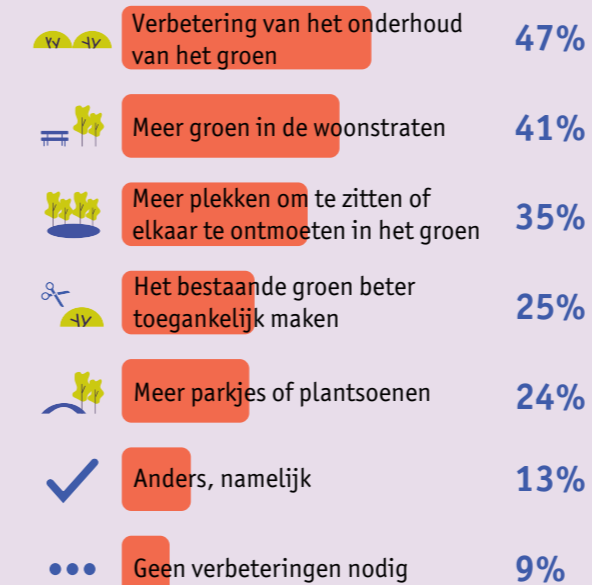 Verbetering van het onderhoud
van het groen
47%
Meer groen in de woonstraten
41%
Meer plekken om te zitten of
elkaar te ontmoeten in het groen
35%
Het bestaande groen beter
toegankelijk maken
25%
Meer parkjes of plantsoenen
24%
Anders, namelijk
13%
Geen verbeteringen nodig
9%